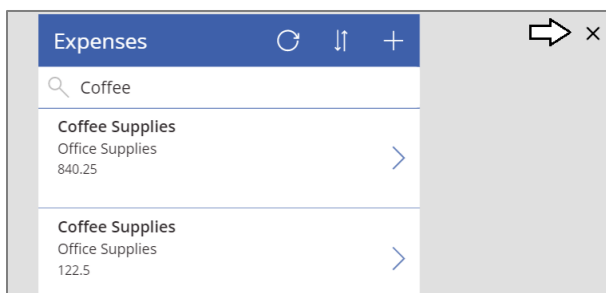 Expenses
Coffee
Coffee Supplies
Office Supplies
840.25
Coffee Supplies
Office Supplies
122.5